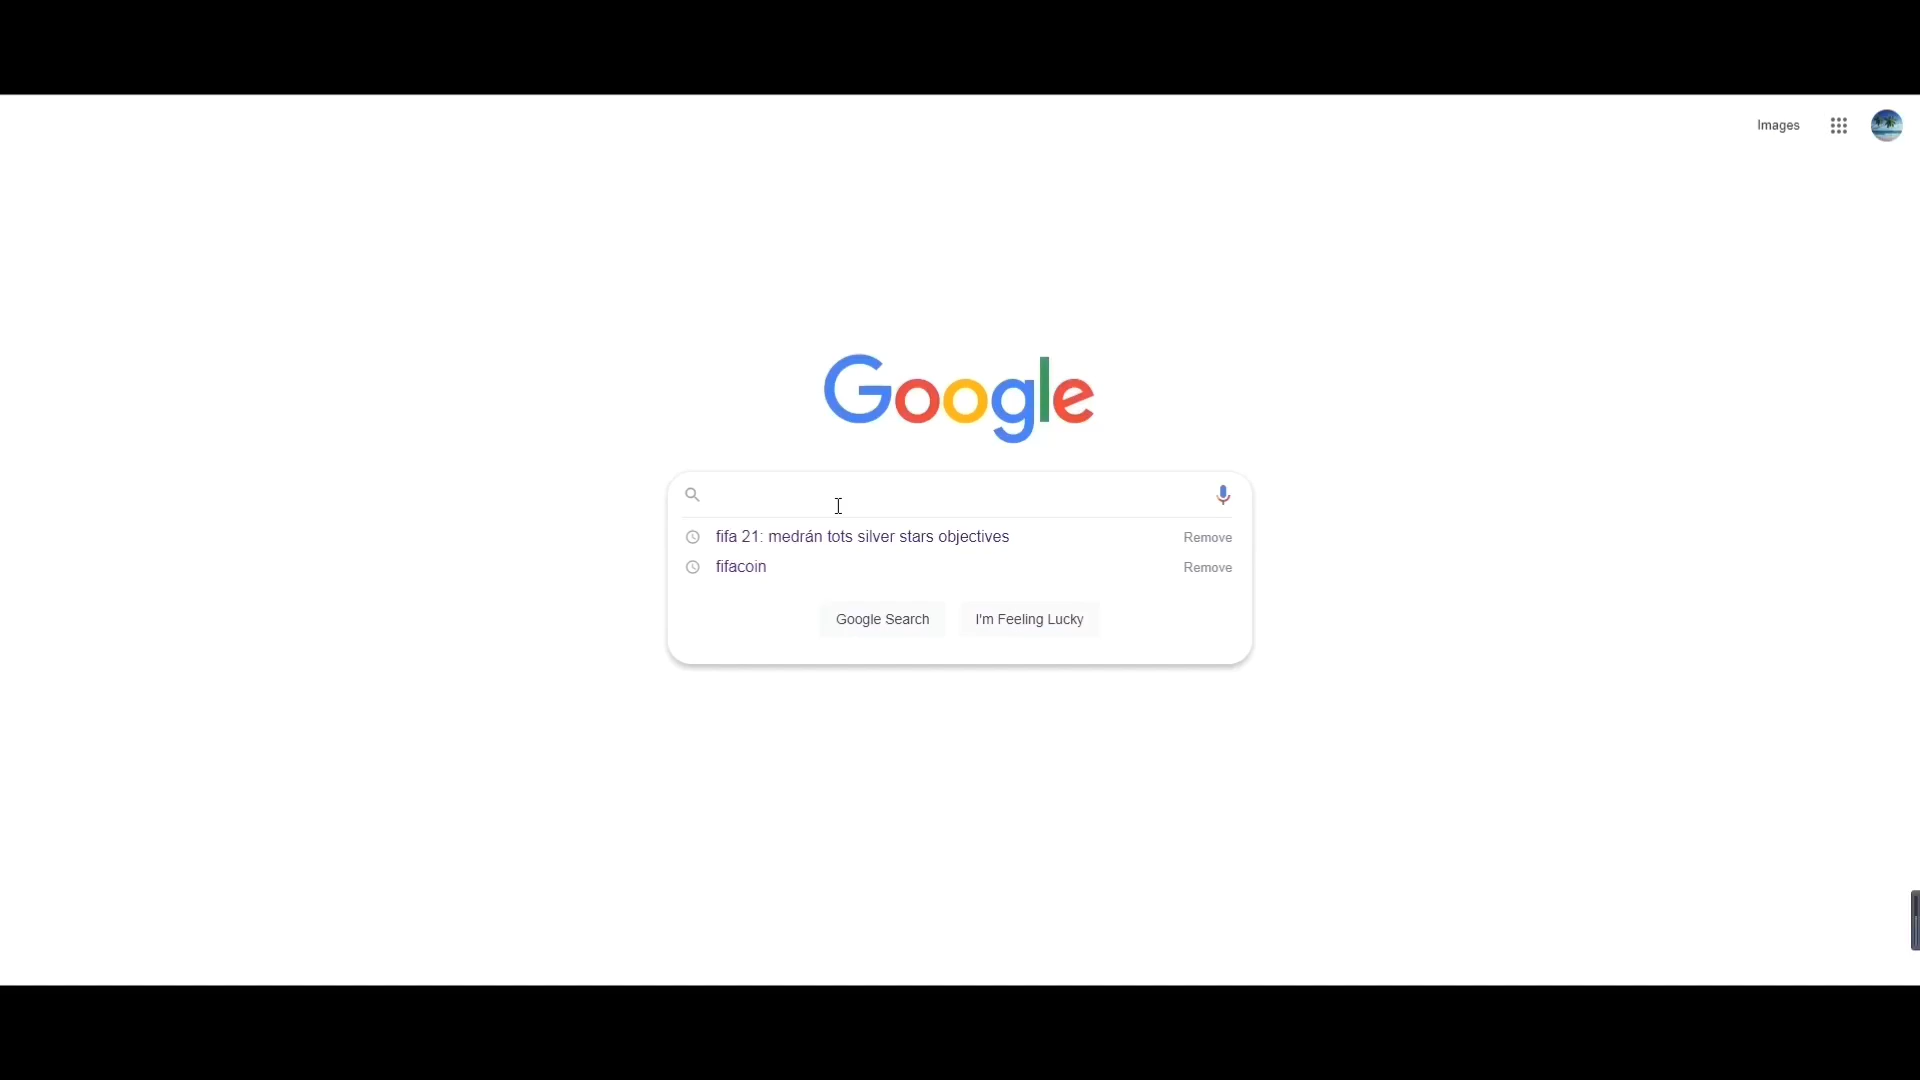 Images
Google
fifa 21: medrán tots silver stars objectives Remove
fifacoin Remove
Google Search I'm Feeling Lucky